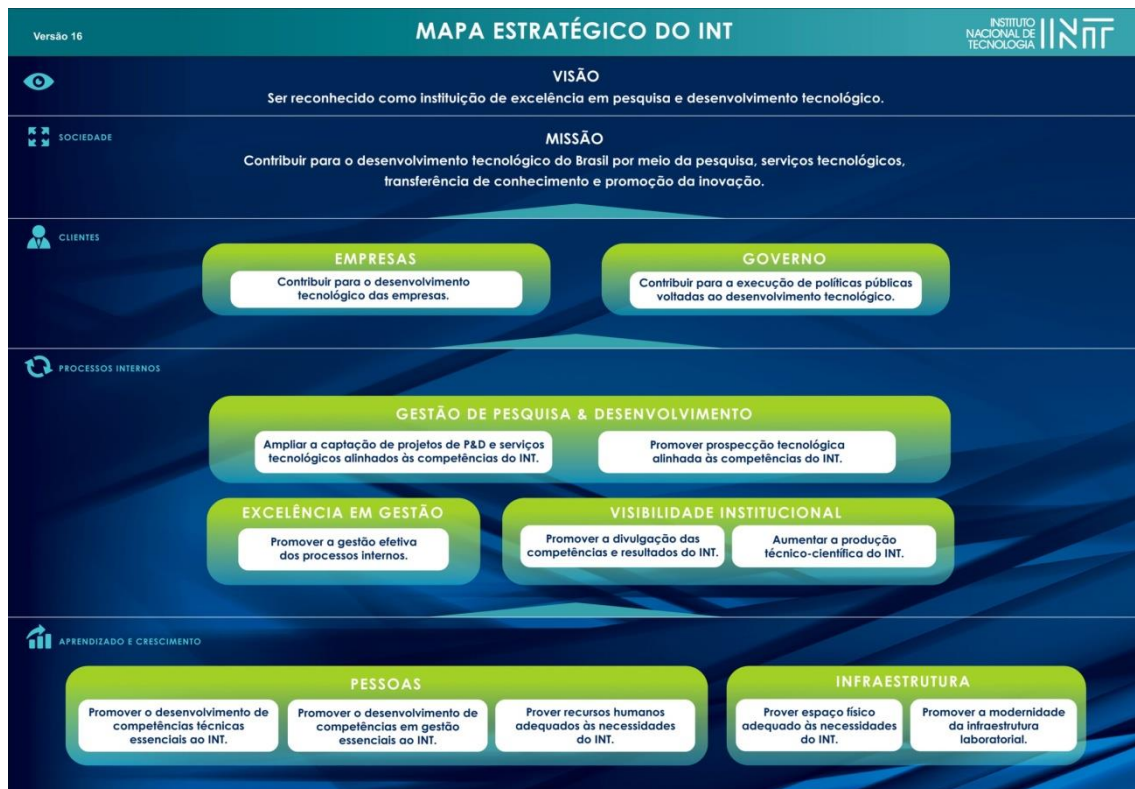 Versão 16
MAPA ESTRATÉGICO DO INT
INSTITUTO
NACIONAL DE
TECNOLOGIA
INT
VISÃO
Ser reconhecido como instituição de excelência em pesquisa e desenvolvimento tecnológico.
SOCIEDADE
MISSÃO
Contribuir para o desenvolvimento tecnológico do Brasil por meio da pesquisa, serviços tecnológicos,
transferência de conhecimento e promoção da inovação.
CLIENTES
EMPRESAS
Contribuir para o desenvolvimento
tecnológico das empresas.
GOVERNO
Contribuir para a execução de políticas públicas
voltadas ao desenvolvimento tecnológico.
PROCESSOS INTERNOS
GESTÃO DE PESQUISA & DESENVOLVIMENTO
Ampliar a captação de projetos de P&D e serviços
tecnológicos alinhados às competências do INT.
Promover prospecção tecnológica
alinhada às competências do INT.
EXCELÊNCIA EM GESTÃO
Promover a gestão efetiva
dos processos internos.
VISIBILIDADE INSTITUCIONAL
Promover a divulgação das
competências e resultados do INT.
Aumentar a produção
técnico-científica do INT.
APRENDIZADO E CRESCIMENTO
PESSOAS
Promover o desenvolvimento de
competências técnicas
essenciais ao INT.
Promover o desenvolvimento de
competências em gestão
essenciais ao INT.
Prover recursos humanos
adequados às necessidades
do INT.
INFRAESTRUTURA
Prover espaço físico
adequado às necessidades
do INT.
Promover a modernidade
da infraestrutura
laboratorial.